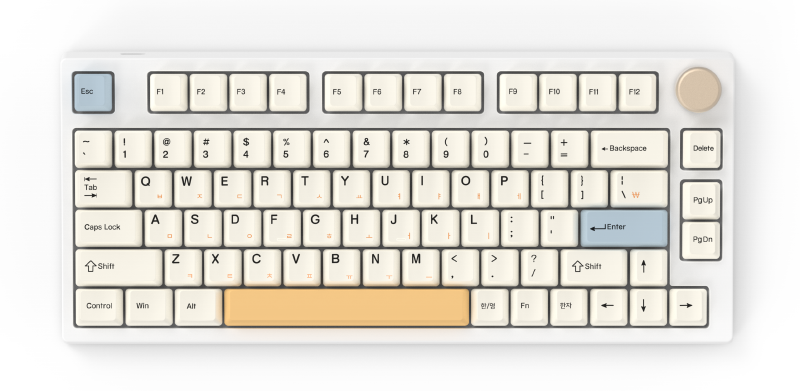 Esc F1 F2 F3 F4 F5 F6 F7 F8 F9 F10 F11 F12
~ ! @ # $ % ^ & * ( ) — +
` 1 2 3 4 5 6 7 8 9 0 - = ←Backspace Delete
Tab Q W E R T Y U I O P { } ¦
ㅂ ㅈ ㄷ ㄱ ㅅ ㅛ ㅕ ㅑ ㅐ ㅔ [ ] \ ₩
PgUp
Caps Lock A S D F G H J K L : " Enter
ㅁ ㄴ ㅇ ㄹ ㅎ ㅗ ㅓ ㅏ ㅣ ; '
PgDn
Shift Z X C V B N M < > ? Shift ↑
ㅋ ㅌ ㅊ ㅍ ㅠ ㅜ ㅡ , . /
Control Win Alt 한/영 Fn 한자 ← ↓ →